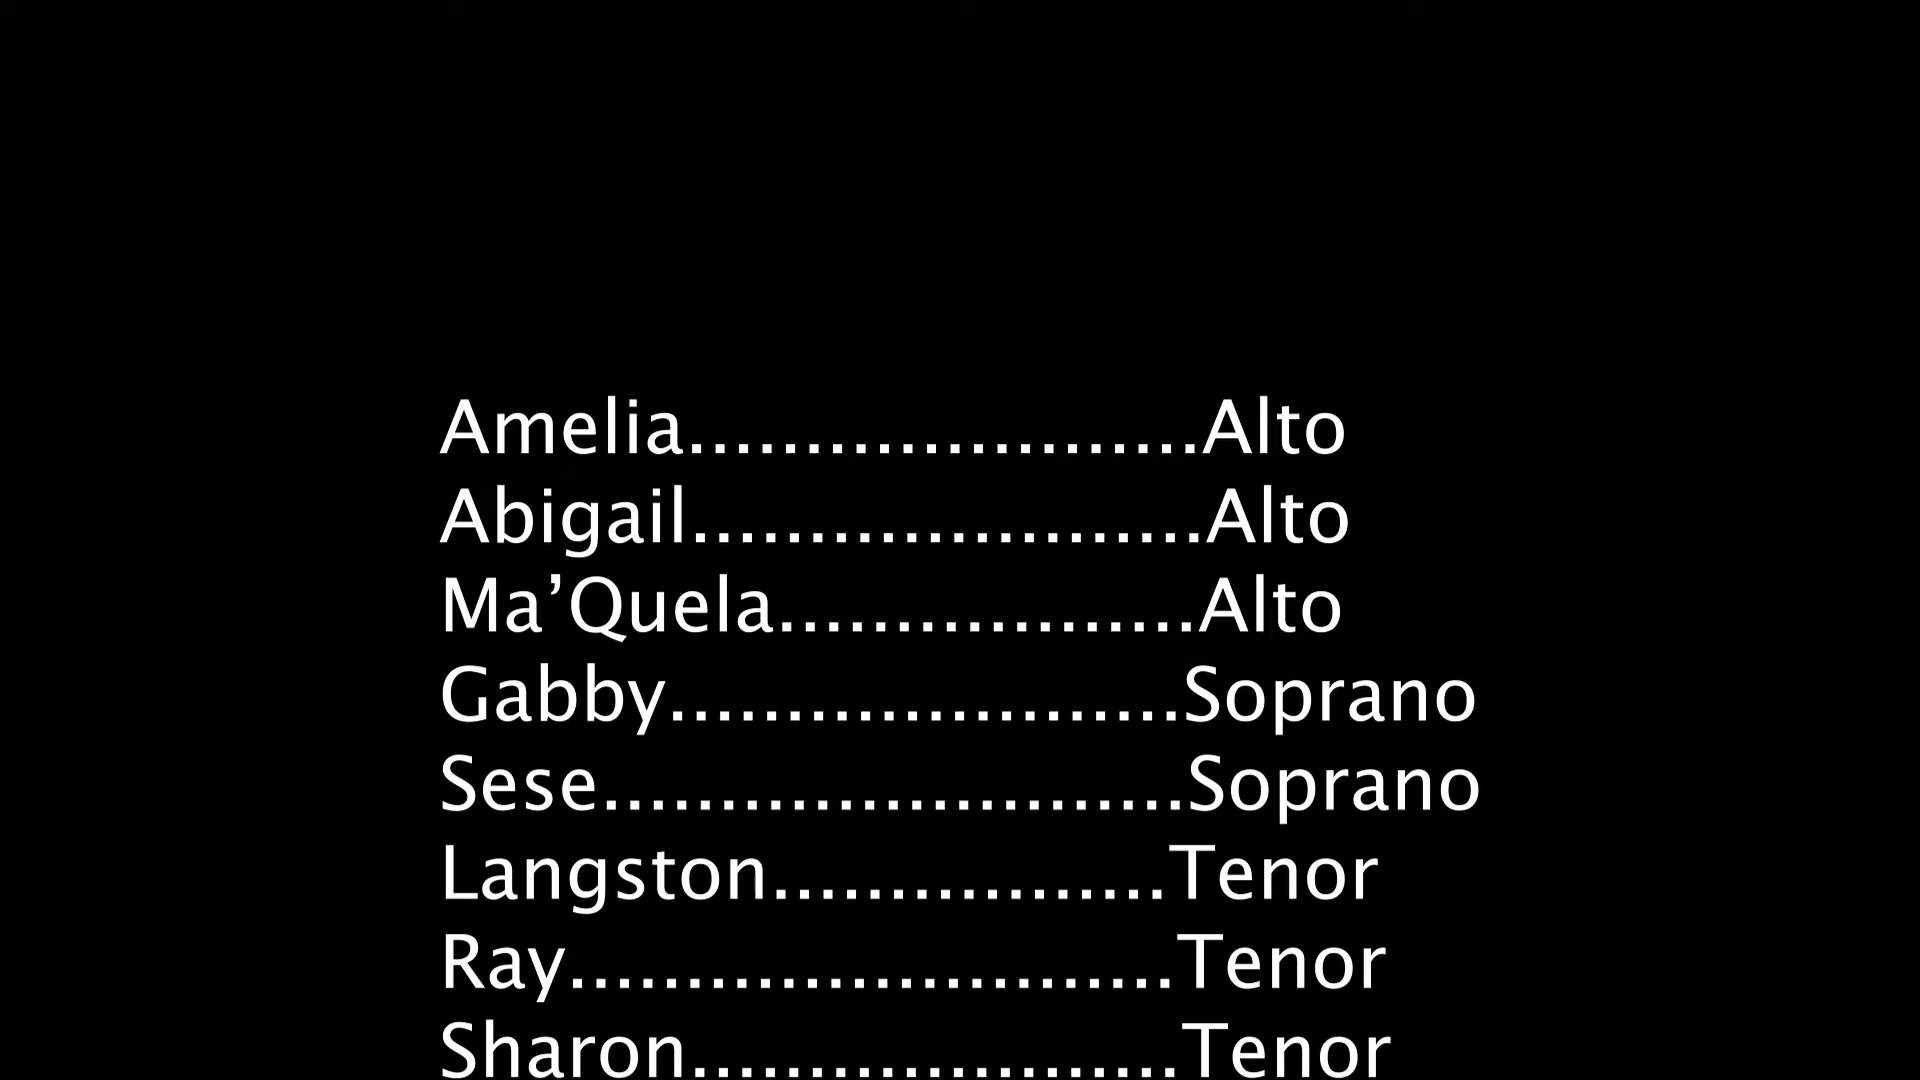 Amelia......................Alto
Abigail......................Alto
Ma’Quela..................Alto
Gabby......................Soprano
Sese.........................Soprano
Langston.................Tenor
Ray..........................Tenor
Sharon.....................Tenor